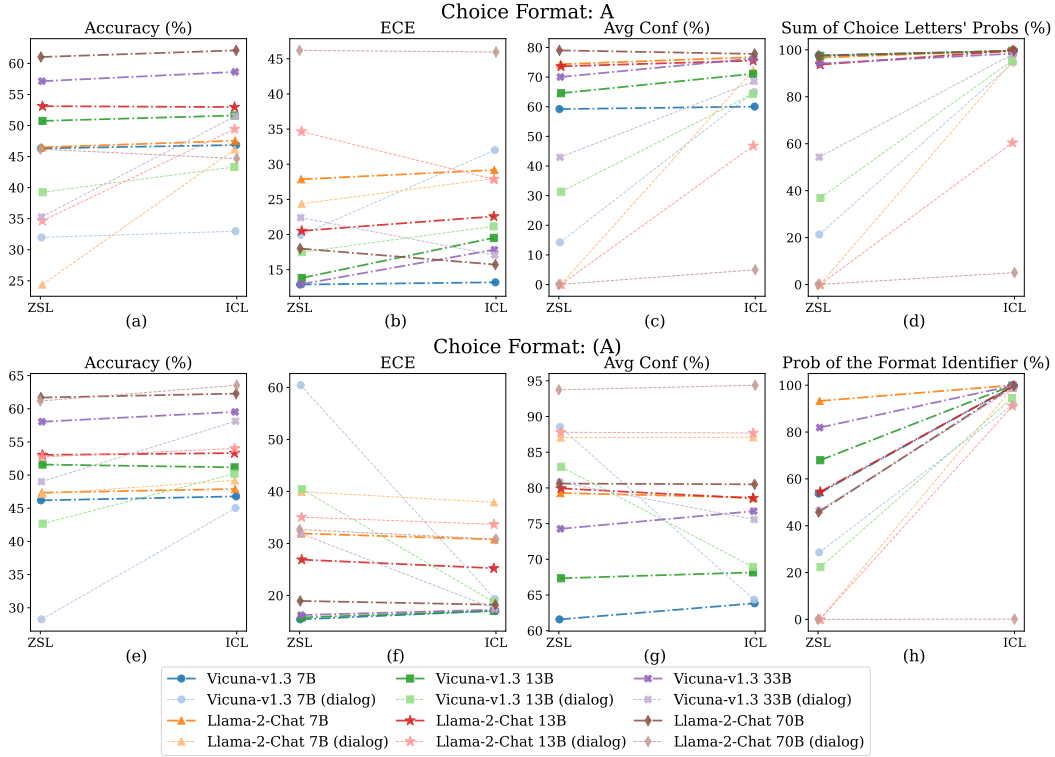 Choice Format: A
Accuracy (%) ECE Avg Conf (%) Sum of Choice Letters' Probs (%)
60
55
50
45
40
35
30
25
ZSL ICL
(a)
45
40
35
30
25
20
15
ZSL ICL
(b)
80
70
60
50
40
30
20
10
0
ZSL ICL
(c)
100
80
60
40
20
0
ZSL ICL
(d)
Choice Format: (A)
Accuracy (%) ECE Avg Conf (%) Prob of the Format Identifier (%)
65
60
55
50
45
40
35
30
ZSL ICL
(e)
60
50
40
30
20
ZSL ICL
(f)
95
90
85
80
75
70
65
60
ZSL ICL
(g)
100
80
60
40
20
0
ZSL ICL
(h)
Vicuna-v1.3 7B Vicuna-v1.3 13B Vicuna-v1.3 33B
Vicuna-v1.3 7B (dialog) Vicuna-v1.3 13B (dialog) Vicuna-v1.3 33B (dialog)
Llama-2-Chat 7B Llama-2-Chat 13B Llama-2-Chat 70B
Llama-2-Chat 7B (dialog) Llama-2-Chat 13B (dialog) Llama-2-Chat 70B (dialog)